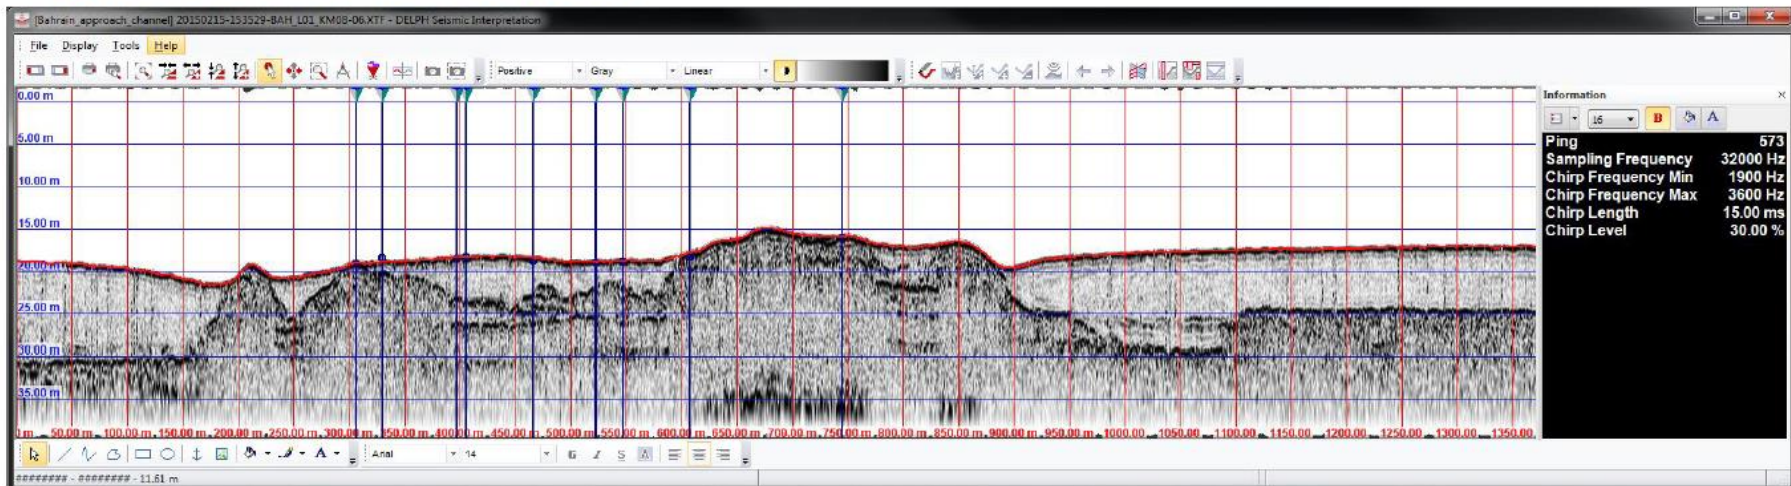 [Bahrain_approach_channel] 20150215-153529-BAH_L01_KM08-06.XTF - DELPH Seismic Interpretation
File Display Tools Help
Positive Gray Linear
0.00 m
5.00 m
10.00 m
15.00 m
20.00 m
25.00 m
30.00 m
35.00 m
50.00 m 100.00 m 150.00 m 200.00 m 250.00 m 300.00 m 350.00 m 400.00 m 450.00 m 500.00 m 550.00 m 600.00 m 650.00 m 700.00 m 750.00 m 800.00 m 850.00 m 900.00 m 950.00 m 1000.00 m 1050.00 m 1100.00 m 1150.00 m 1200.00 m 1250.00 m 1300.00 m 1350.00
Information
16 B A
Ping 573
Sampling Frequency 32000 Hz
Chirp Frequency Min 1900 Hz
Chirp Frequency Max 3600 Hz
Chirp Length 15.00 ms
Chirp Level 30.00 %
A Arial 14 G I S A
######## - ######## - 11.61 m